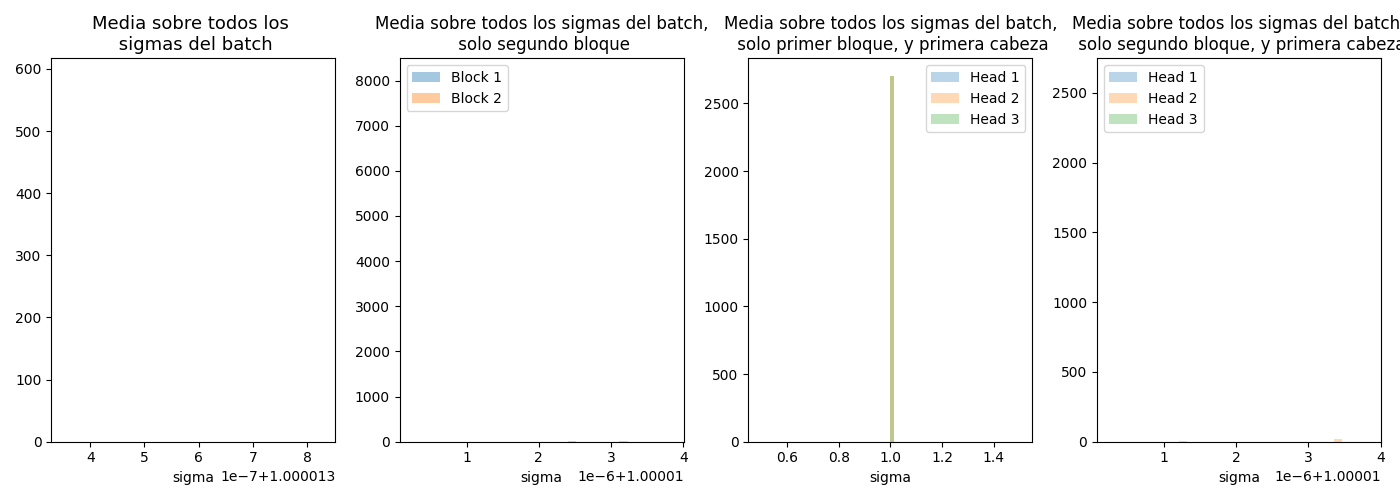 Media sobre todos los
sigmas del batch
600
500
400
300
200
100
0
4 5 6 7 8
sigma 1e−7+1.000013
Media sobre todos los sigmas del batch,
solo segundo bloque
Block 1
Block 2
8000
7000
6000
5000
4000
3000
2000
1000
0
1 2 3 4
sigma 1e−6+1.00001
Media sobre todos los sigmas del batch,
solo primer bloque, y primera cabeza
Head 1
Head 2
Head 3
2500
2000
1500
1000
500
0
0.6 0.8 1.0 1.2 1.4
sigma
Media sobre todos los sigmas del batch
solo segundo bloque, y primera cabeza
Head 1
Head 2
Head 3
2500
2000
1500
1000
500
0
1 2 3 4
sigma 1e−6+1.00001